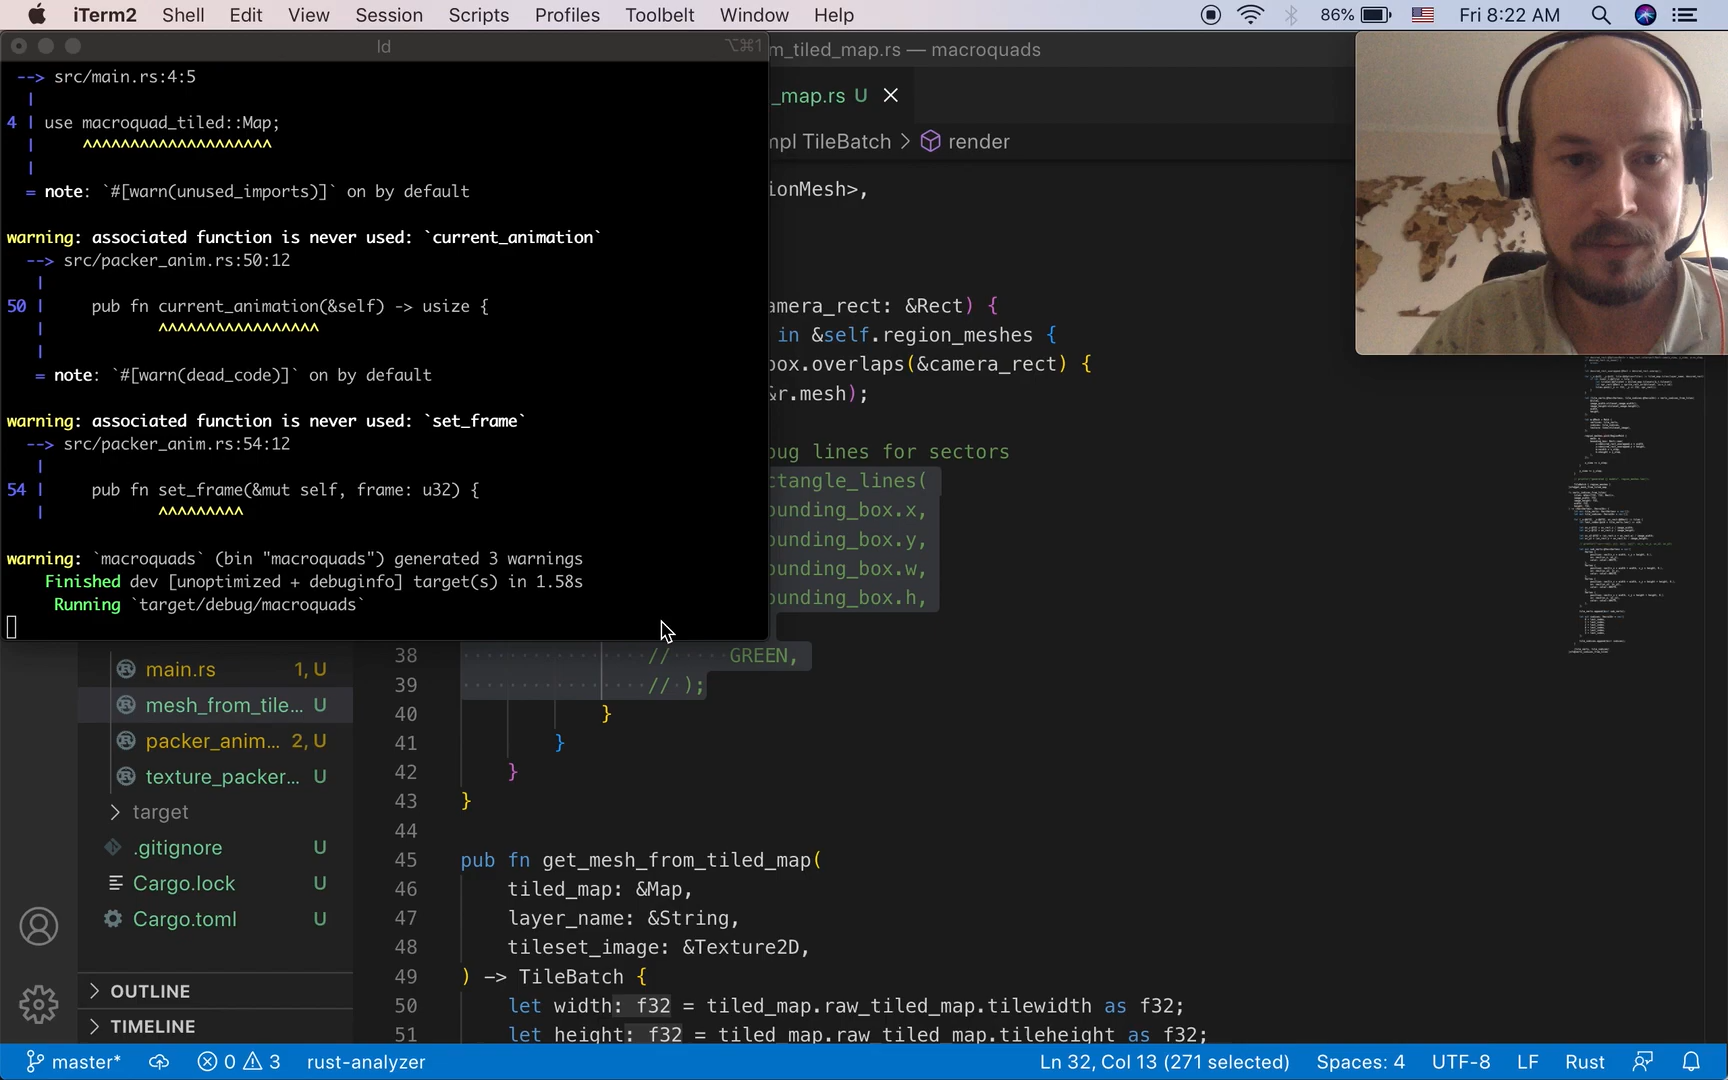 iTerm2 Shell Edit View Session Scripts Profiles Toolbelt Window Help 86% Fri 8:22 AM
ld ⌥⌘1
--> src/main.rs:4:5
|
4 | use macroquad_tiled::Map;
| ^^^^^^^^^^^^^^^^^^^^
|
= note: `#[warn(unused_imports)]` on by default
warning: associated function is never used: `current_animation`
--> src/packer_anim.rs:50:12
|
50 | pub fn current_animation(&self) -> usize {
| ^^^^^^^^^^^^^^^^^
|
= note: `#[warn(dead_code)]` on by default
warning: associated function is never used: `set_frame`
--> src/packer_anim.rs:54:12
|
54 | pub fn set_frame(&mut self, frame: u32) {
| ^^^^^^^^^
warning: `macroquads` (bin "macroquads") generated 3 warnings
Finished dev [unoptimized + debuginfo] target(s) in 1.58s
Running `target/debug/macroquads`
m_tiled_map.rs — macroquads
_map.rs U
mpl TileBatch > render
ionMesh>,
amera_rect: &Rect) {
in &self.region_meshes {
box.overlaps(&camera_rect) {
&r.mesh);
bug lines for sectors
ctangle_lines(
ounding_box.x,
ounding_box.y,
ounding_box.w,
ounding_box.h,
38 // GREEN,
39 // );
40 }
41 }
42 }
43 }
44
45 pub fn get_mesh_from_tiled_map(
46 tiled_map: &Map,
47 layer_name: &String,
48 tileset_image: &Texture2D,
49 ) -> TileBatch {
50 let width: f32 = tiled_map.raw_tiled_map.tilewidth as f32;
51 let height: f32 = tiled_map.raw_tiled_map.tileheight as f32;
main.rs 1, U
mesh_from_tile... U
packer_anim... 2, U
texture_packer... U
> target
.gitignore U
Cargo.lock U
Cargo.toml U
> OUTLINE
> TIMELINE
master* 0 3 rust-analyzer Ln 32, Col 13 (271 selected) Spaces: 4 UTF-8 LF Rust